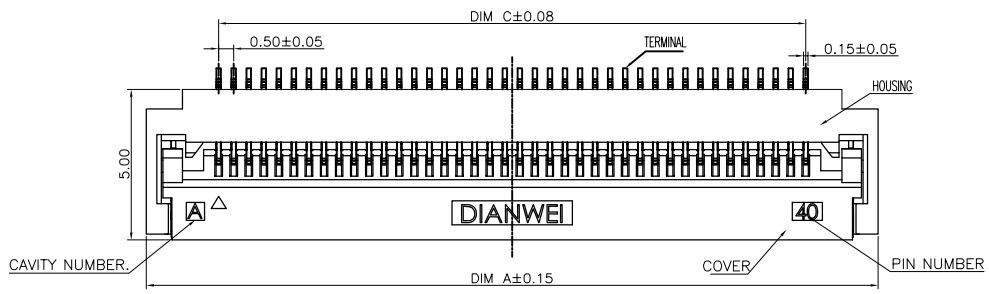 DIM C±0.08
0.50±0.05
TERMINAL
0.15±0.05
HOUSING
5.00
A
DIANWEI
40
CAVITY NUMBER.
COVER
PIN NUMBER
DIM A±0.15